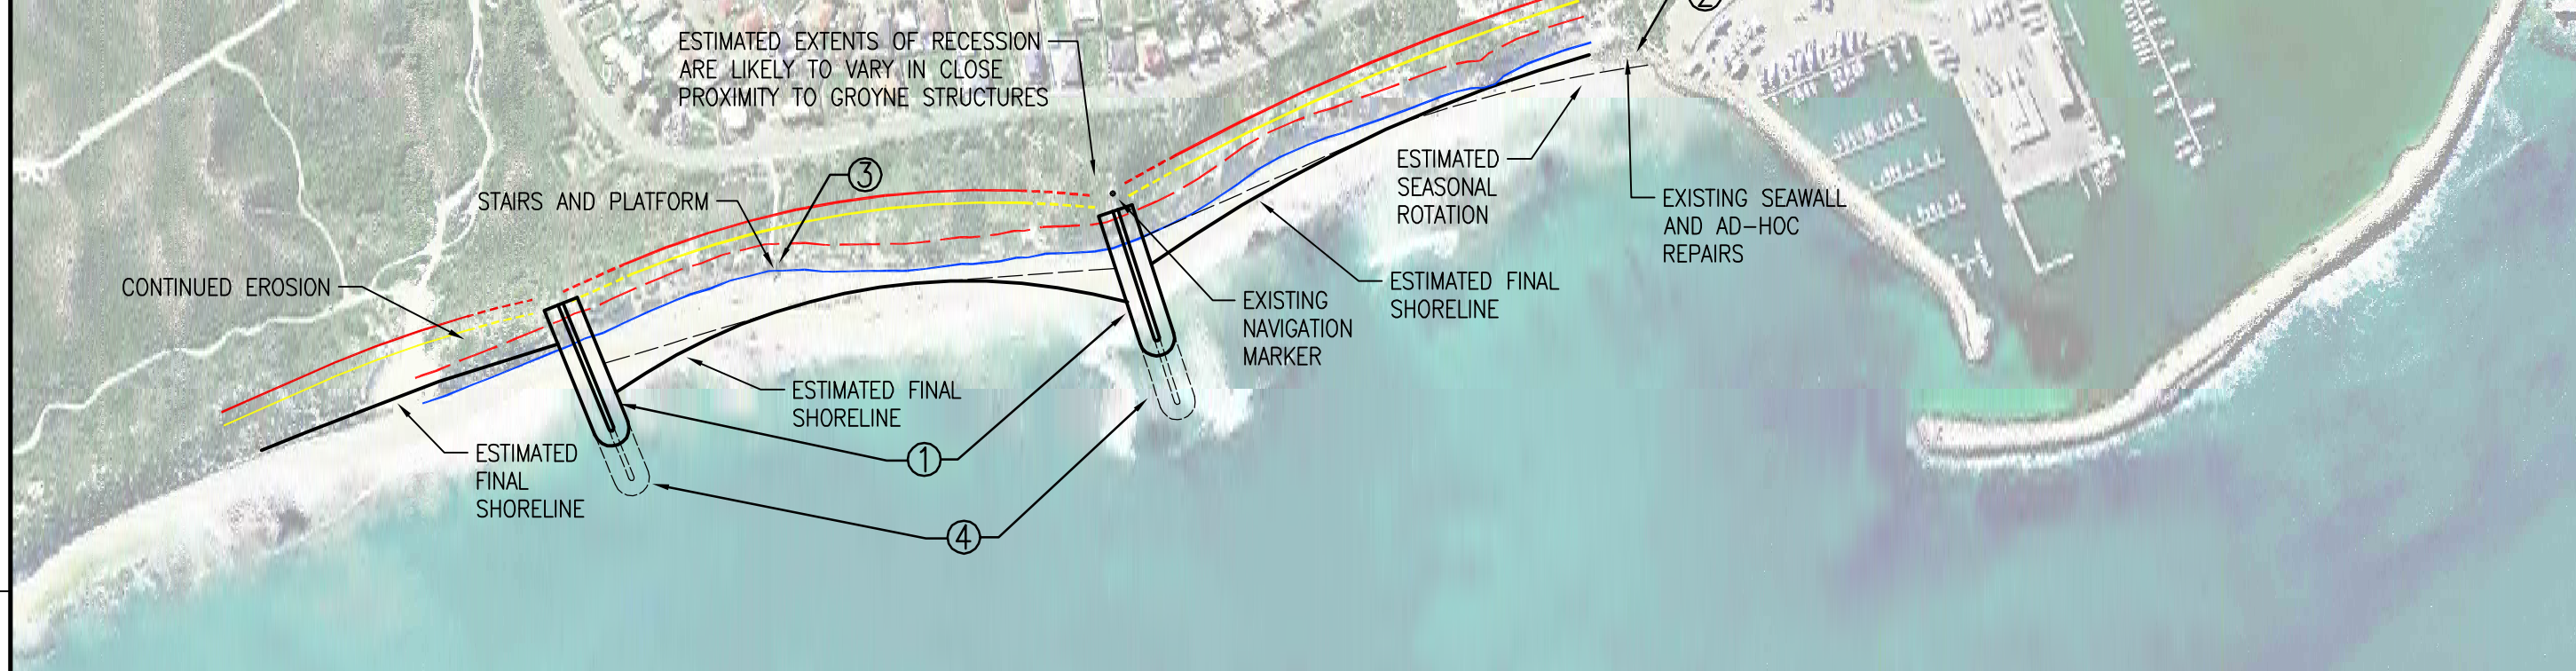 ②
ESTIMATED EXTENTS OF RECESSION
ARE LIKELY TO VARY IN CLOSE
PROXIMITY TO GROYNE STRUCTURES
③
STAIRS AND PLATFORM
ESTIMATED
SEASONAL
ROTATION
EXISTING SEAWALL
AND AD-HOC
REPAIRS
CONTINUED EROSION
ESTIMATED FINAL
SHORELINE
EXISTING
NAVIGATION
MARKER
ESTIMATED FINAL
SHORELINE
ESTIMATED
FINAL
SHORELINE
①
④